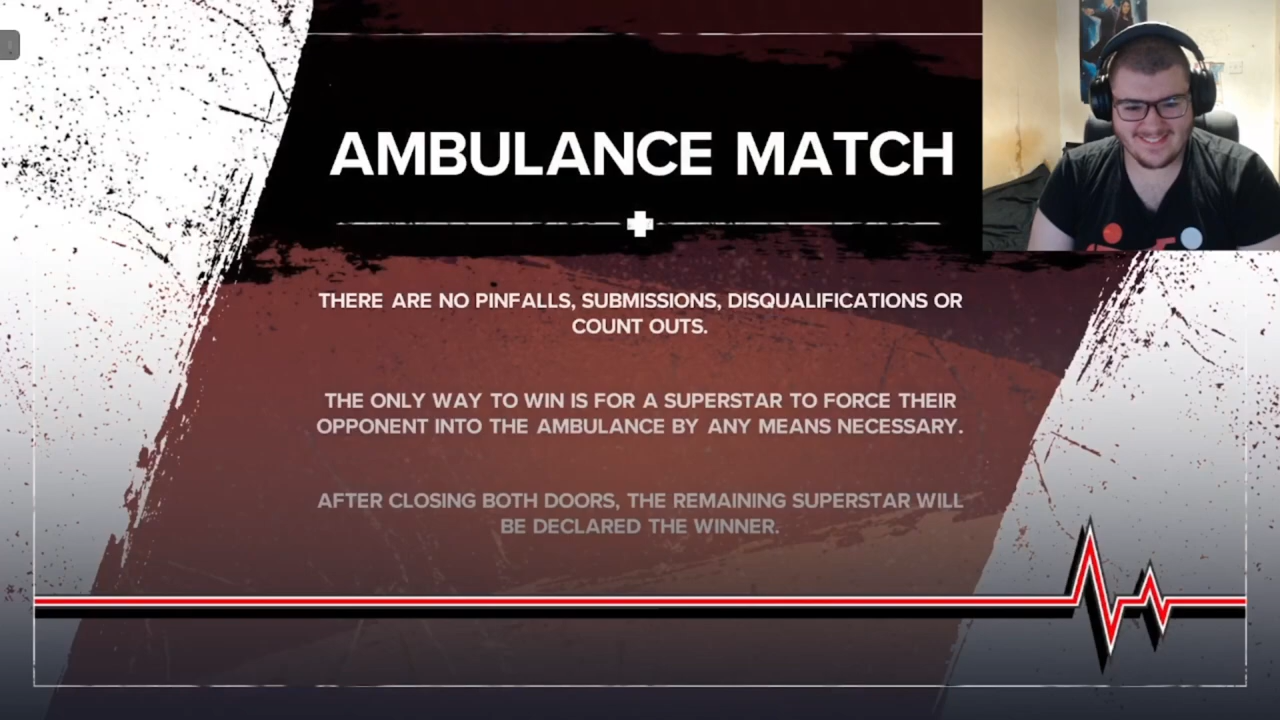 AMBULANCE MATCH
THERE ARE NO PINFALLS, SUBMISSIONS, DISQUALIFICATIONS OR
COUNT OUTS.
THE ONLY WAY TO WIN IS FOR A SUPERSTAR TO FORCE THEIR
OPPONENT INTO THE AMBULANCE BY ANY MEANS NECESSARY.
AFTER CLOSING BOTH DOORS, THE REMAINING SUPERSTAR WILL
BE DECLARED THE WINNER.